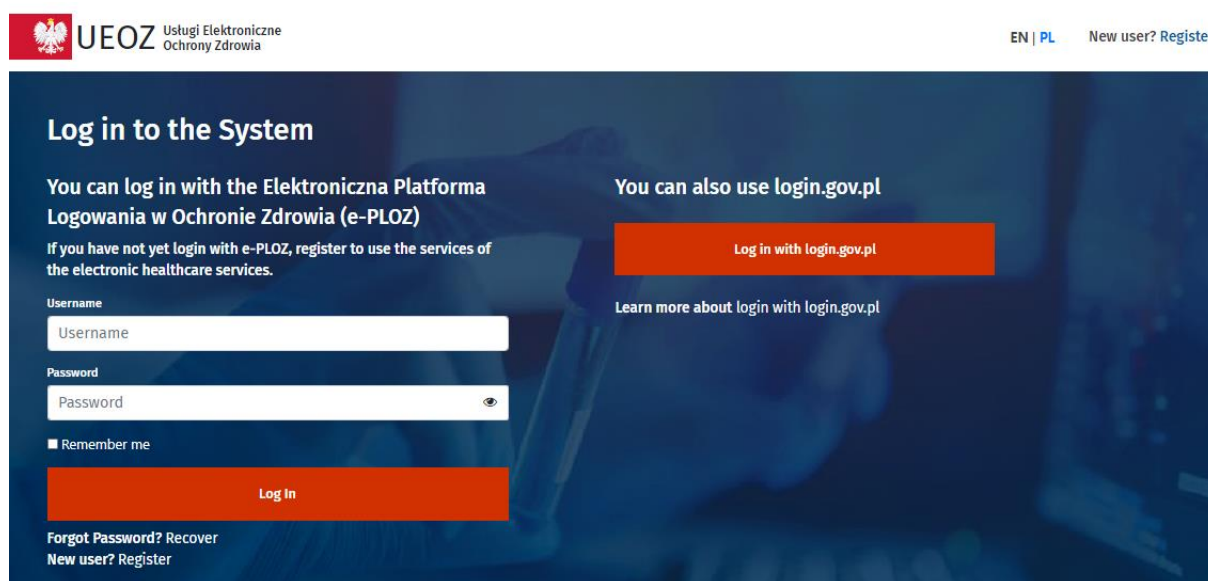 UEOZ Usługi Elektroniczne
Ochrony Zdrowia
EN | PL
New user? Registe
Log in to the System
You can log in with the Elektroniczna Platforma
Logowania w Ochronie Zdrowia (e-PLOZ)
If you have not yet login with e-PLOZ, register to use the services of
the electronic healthcare services.
Username
Username
Password
Password
Remember me
Log In
Forgot Password? Recover
New user? Register
You can also use login.gov.pl
Log in with login.gov.pl
Learn more about login with login.gov.pl